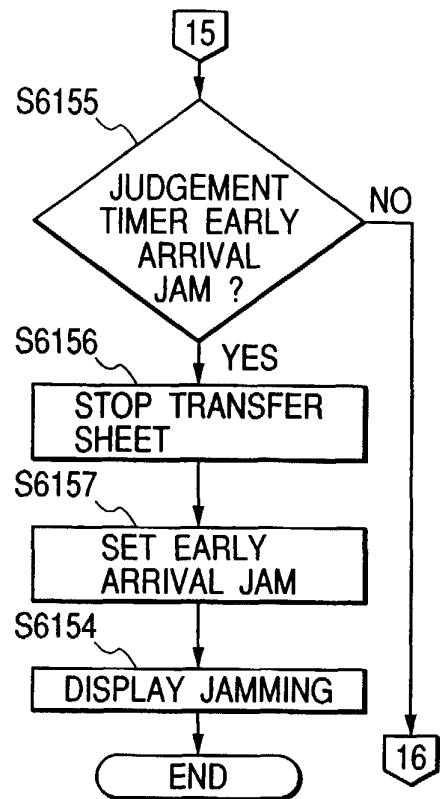 15
S6155
JUDGEMENT
TIMER EARLY
ARRIVAL
JAM ?
NO
YES
S6156
STOP TRANSFER
SHEET
S6157
SET EARLY
ARRIVAL JAM
S6154
DISPLAY JAMMING
END
16